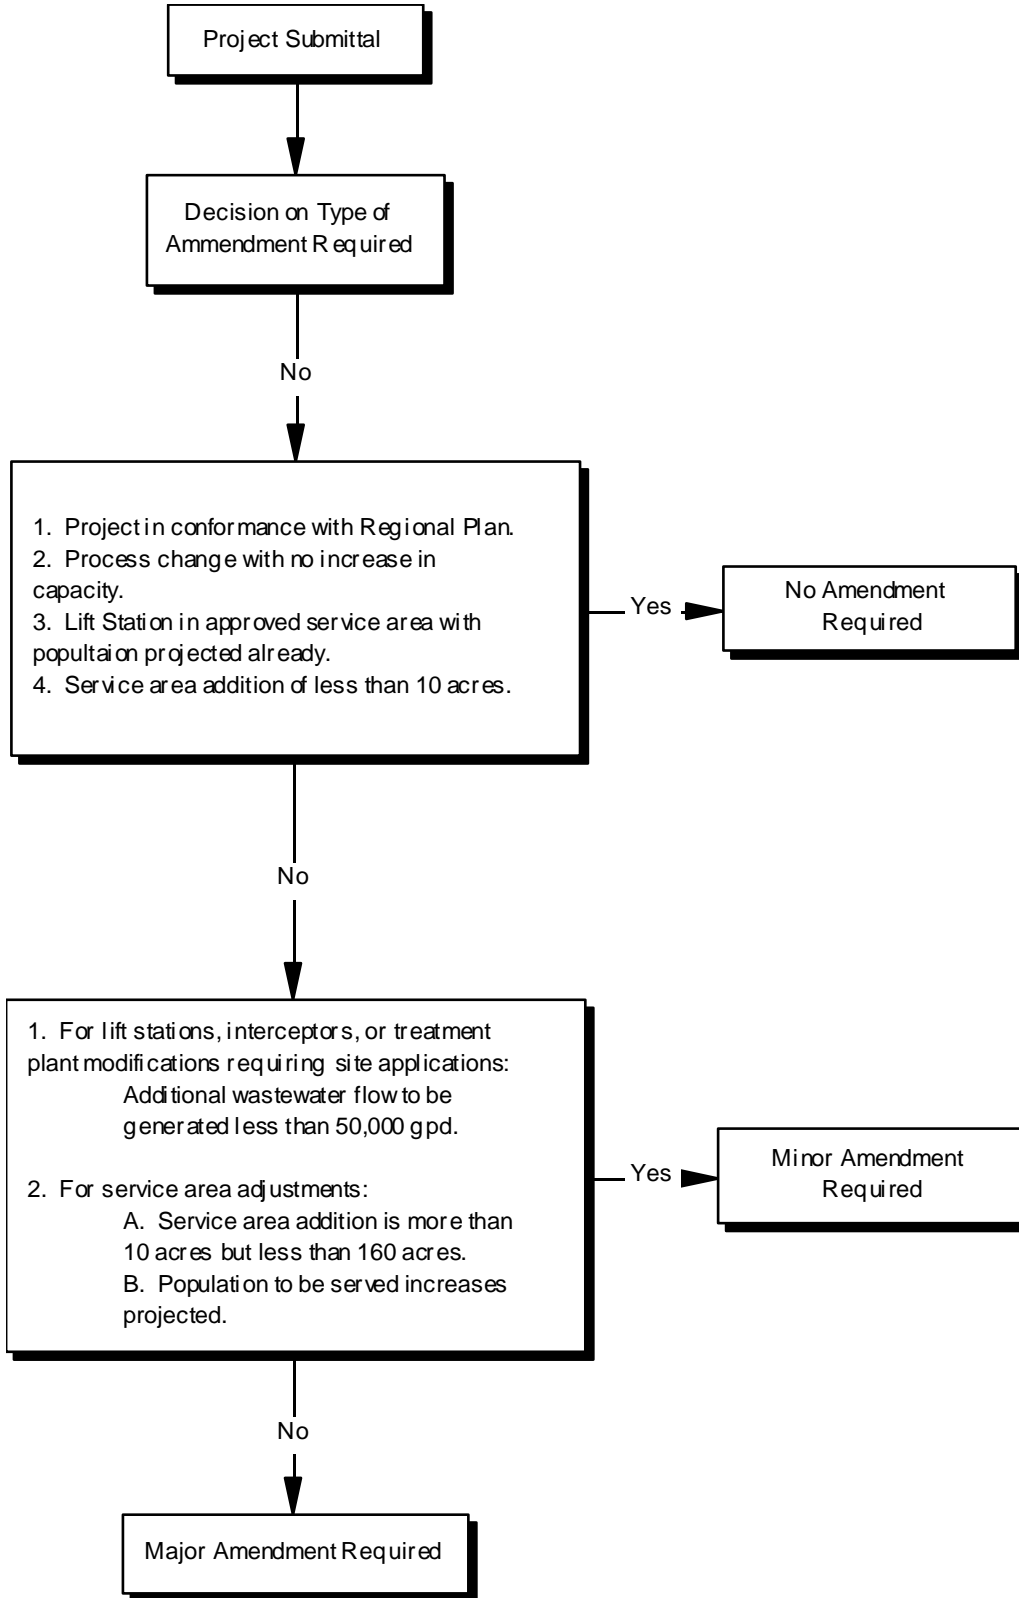 Project Submittal
Decision on Type of
Ammendment Required
No
1. Project in conformance with Regional Plan.
2. Process change with no increase in
capacity.
3. Lift Station in approved service area with
popultaion projected already.
4. Service area addition of less than 10 acres.
Yes
No Amendment
Required
No
1. For lift stations, interceptors, or treatment
plant modifications requiring site applications:
Additional wastewater flow to be
generated less than 50,000 gpd.
2. For service area adjustments:
A. Service area addition is more than
10 acres but less than 160 acres.
B. Population to be served increases
projected.
Yes
Minor Amendment
Required
No
Major Amendment Required